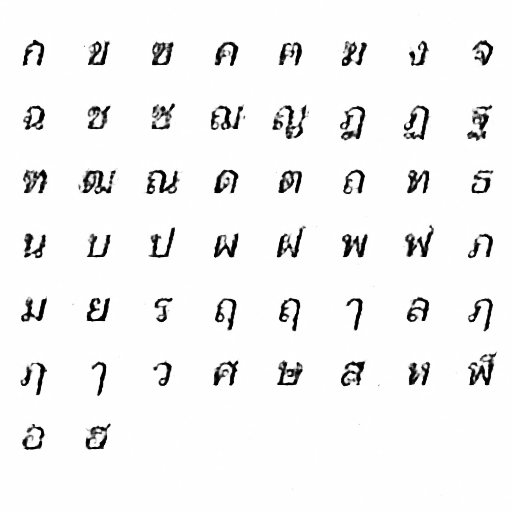 ก ข ฃ ค ฅ ฆ ง จ
ฉ ช ซ ฌ ญ ฎ ฏ ฐ
ฑ ฒ ณ ด ต ถ ท ธ
น บ ป ผ ฝ พ ฟ ภ
ม ย ร ฤ ฤ ๅ ล ฦ
ฦ ๅ ว ศ ษ ส ห ฬ
อ ฮ